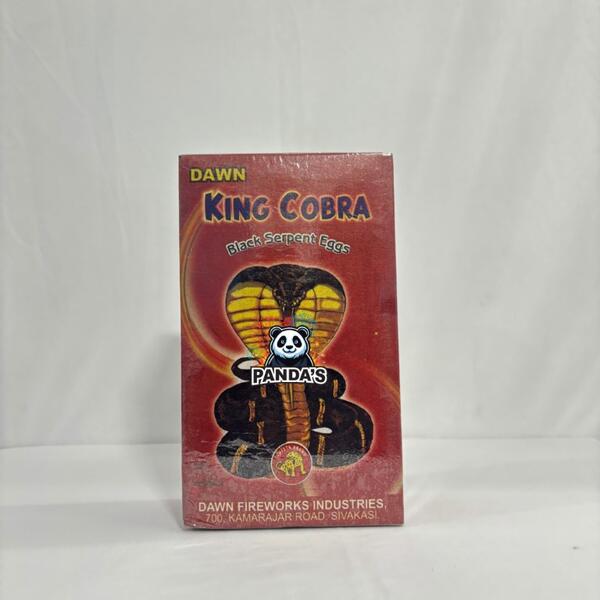 DAWN
KING COBRA
Black Serpent Eggs
PANDA'S
DAWN FIREWORKS INDUSTRIES,
700, KAMARAJAR ROAD SIVAKASI.